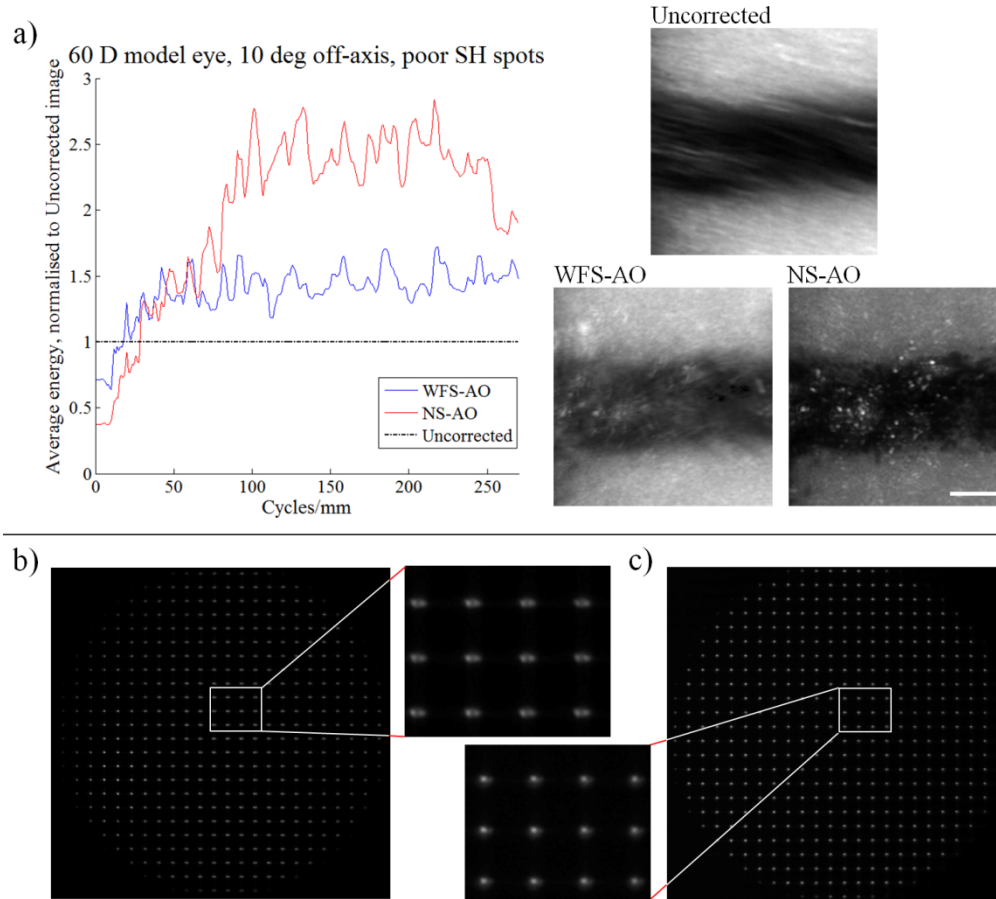 a)
60 D model eye, 10 deg off-axis, poor SH spots
Average energy, normalised to Uncorrected image
3
2.5
2
1.5
1
0.5
0
0
50
100
150
200
250
Cycles/mm
WFS-AO
NS-AO
Uncorrected
Uncorrected
WFS-AO
NS-AO
b)
c)